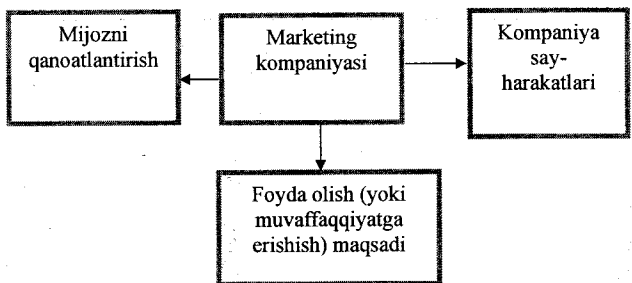 Mijozni
qanoatlantirish
Marketing
kompaniyasi
Kompaniya
say-
harakatlari
Foyda olish (yoki
muvaffaqqiyatga
erishish) maqsadi